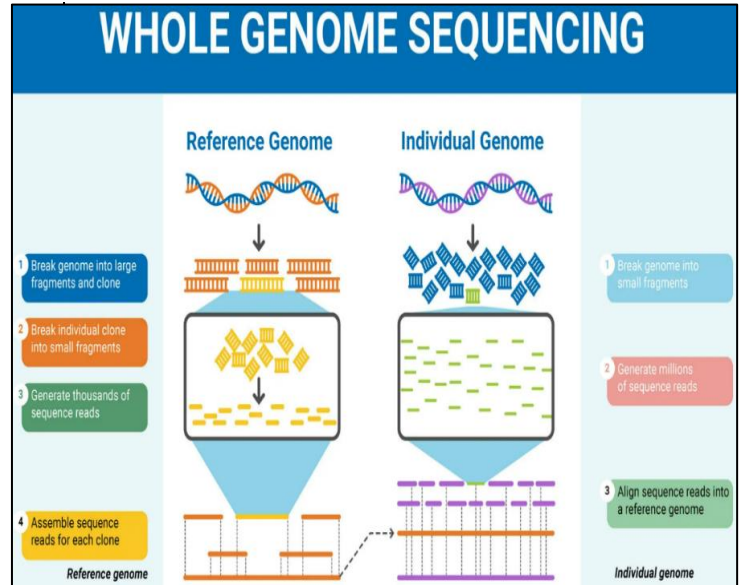 WHOLE GENOME SEQUENCING
Reference Genome
Individual Genome
1 Break genome into large
fragments and clone
2 Break individual clone
into small fragments
3 Generate thousands of
sequence reads
4 Assemble sequence
reads for each clone
Reference genome
1 Break genome into
small fragments
2 Generate millions
of sequence reads
3 Align sequence reads into
a reference genome
Individual genome